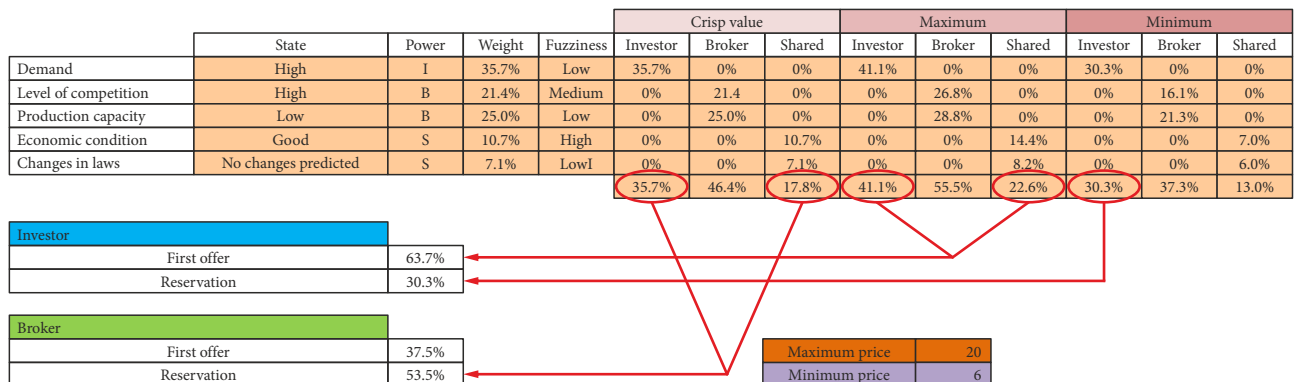 Crisp value Maximum Minimum
State Power Weight Fuzziness Investor Broker Shared Investor Broker Shared Investor Broker Shared
Demand High I 35.7% Low 35.7% 0% 0% 41.1% 0% 0% 30.3% 0% 0%
Level of competition High B 21.4% Medium 0% 21.4 0% 0% 26.8% 0% 0% 16.1% 0%
Production capacity Low B 25.0% Low 0% 25.0% 0% 0% 28.8% 0% 0% 21.3% 0%
Economic condition Good S 10.7% High 0% 0% 10.7% 0% 0% 14.4% 0% 0% 7.0%
Changes in laws No changes predicted S 7.1% LowI 0% 0% 7.1% 0% 0% 8.2% 0% 0% 6.0%
35.7% 46.4% 17.8% 41.1% 55.5% 22.6% 30.3% 37.3% 13.0%
Investor
First offer 63.7%
Reservation 30.3%
Broker
First offer 37.5% Maximum price 20
Reservation 53.5% Minimum price 6